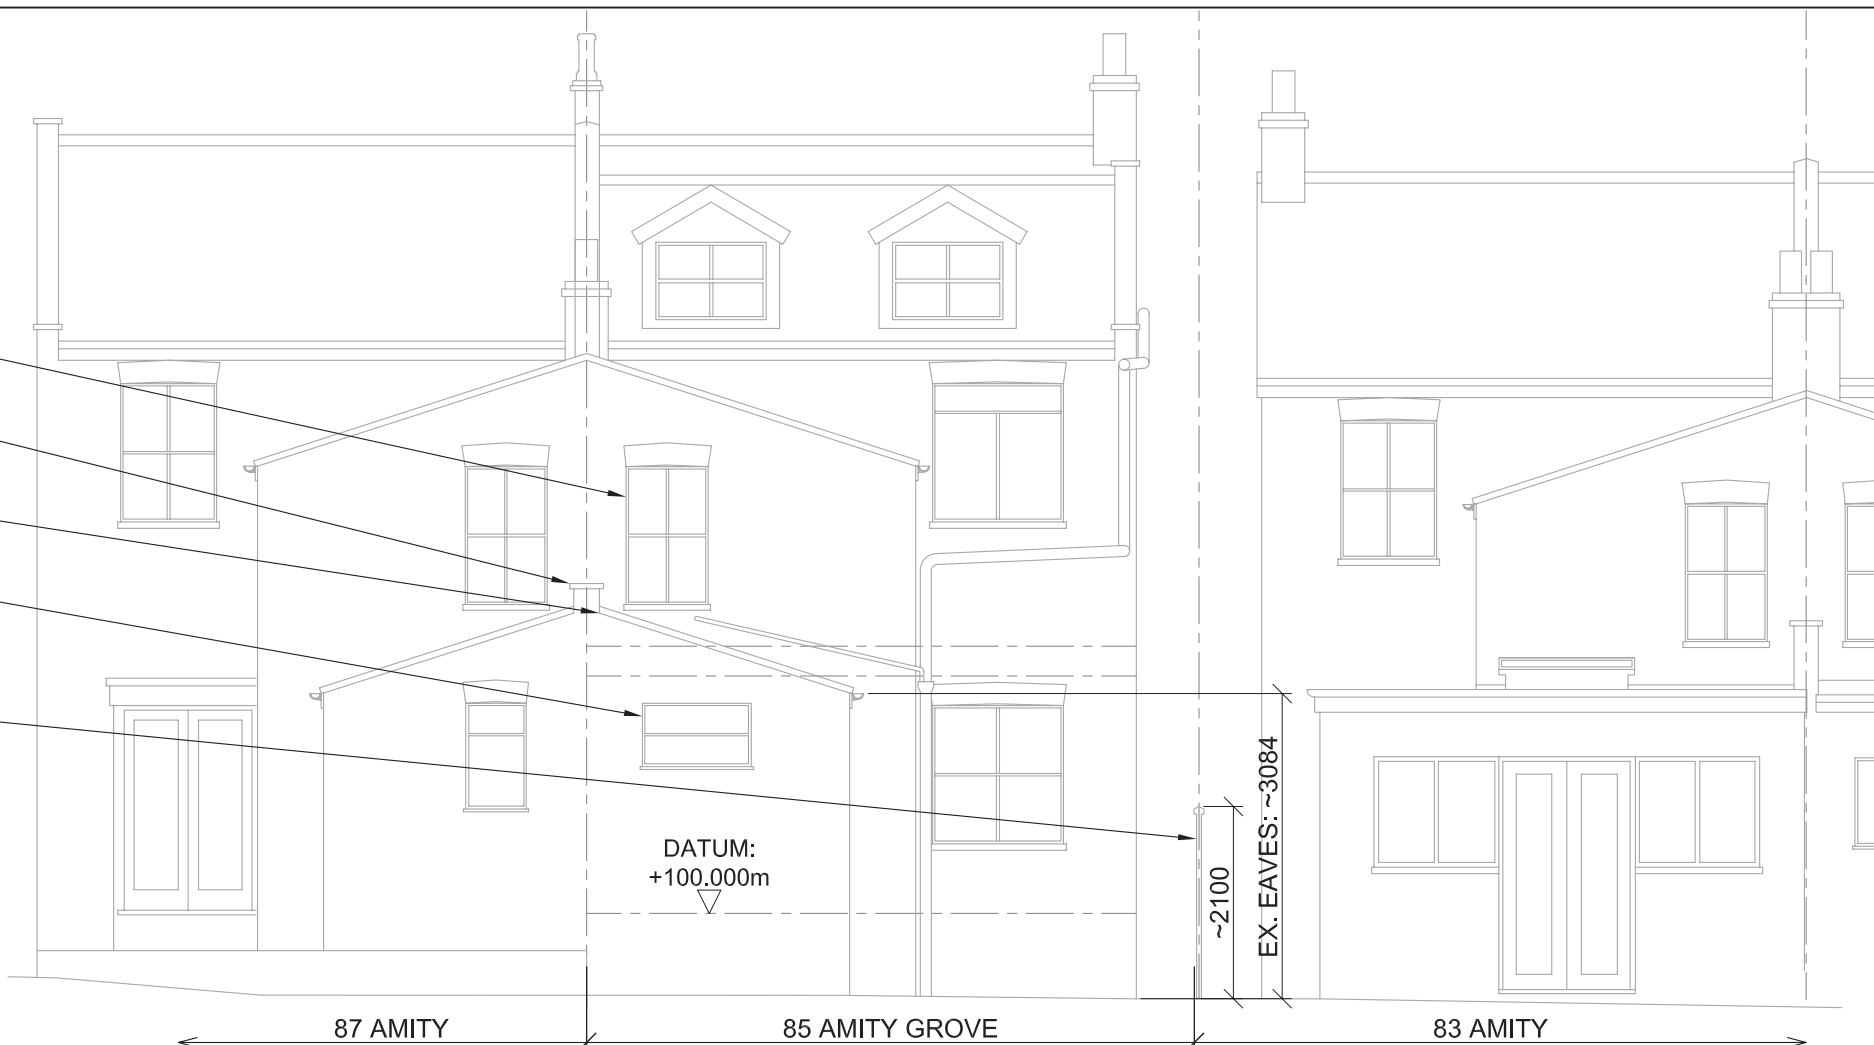 DATUM:
+100.000m
~2100
EX. EAVES: ~3084
87 AMITY
85 AMITY GROVE
83 AMITY